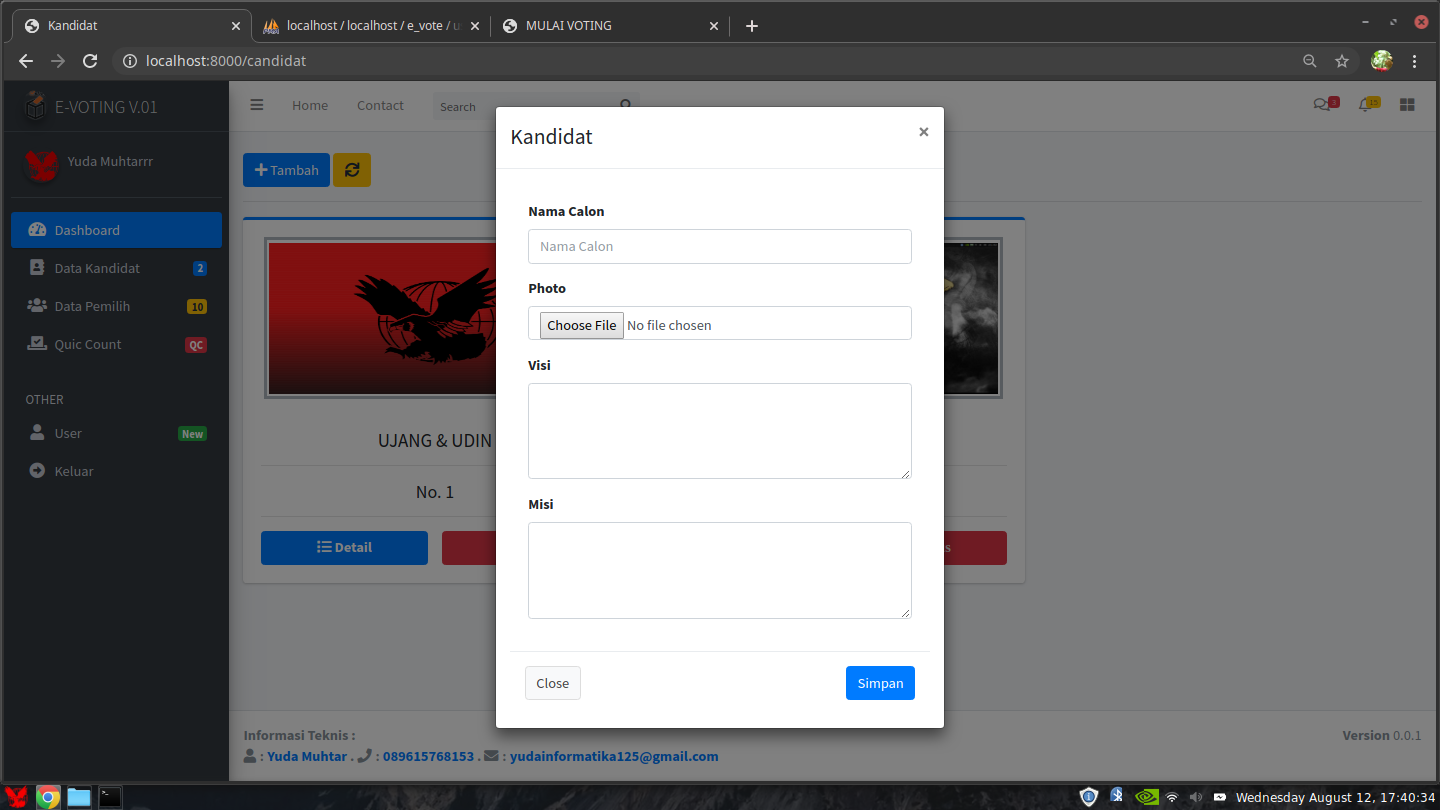 Kandidat
localhost / localhost / e_vote / u
MULAI VOTING
localhost:8000/candidat
E-VOTING V.01
Home
Contact
Search
3
15
Yuda Muhtarrr
Tambah
Dashboard
Data Kandidat 2
Data Pemilih 10
Quic Count QC
OTHER
User New
Keluar
UJANG & UDIN
No. 1
Detail
s
Kandidat
×
Nama Calon
Nama Calon
Photo
Choose File No file chosen
Visi
Misi
Close
Simpan
Informasi Teknis :
: Yuda Muhtar . : 089615768153 . : yudainformatika125@gmail.com
Version 0.0.1
Wednesday August 12, 17:40:34